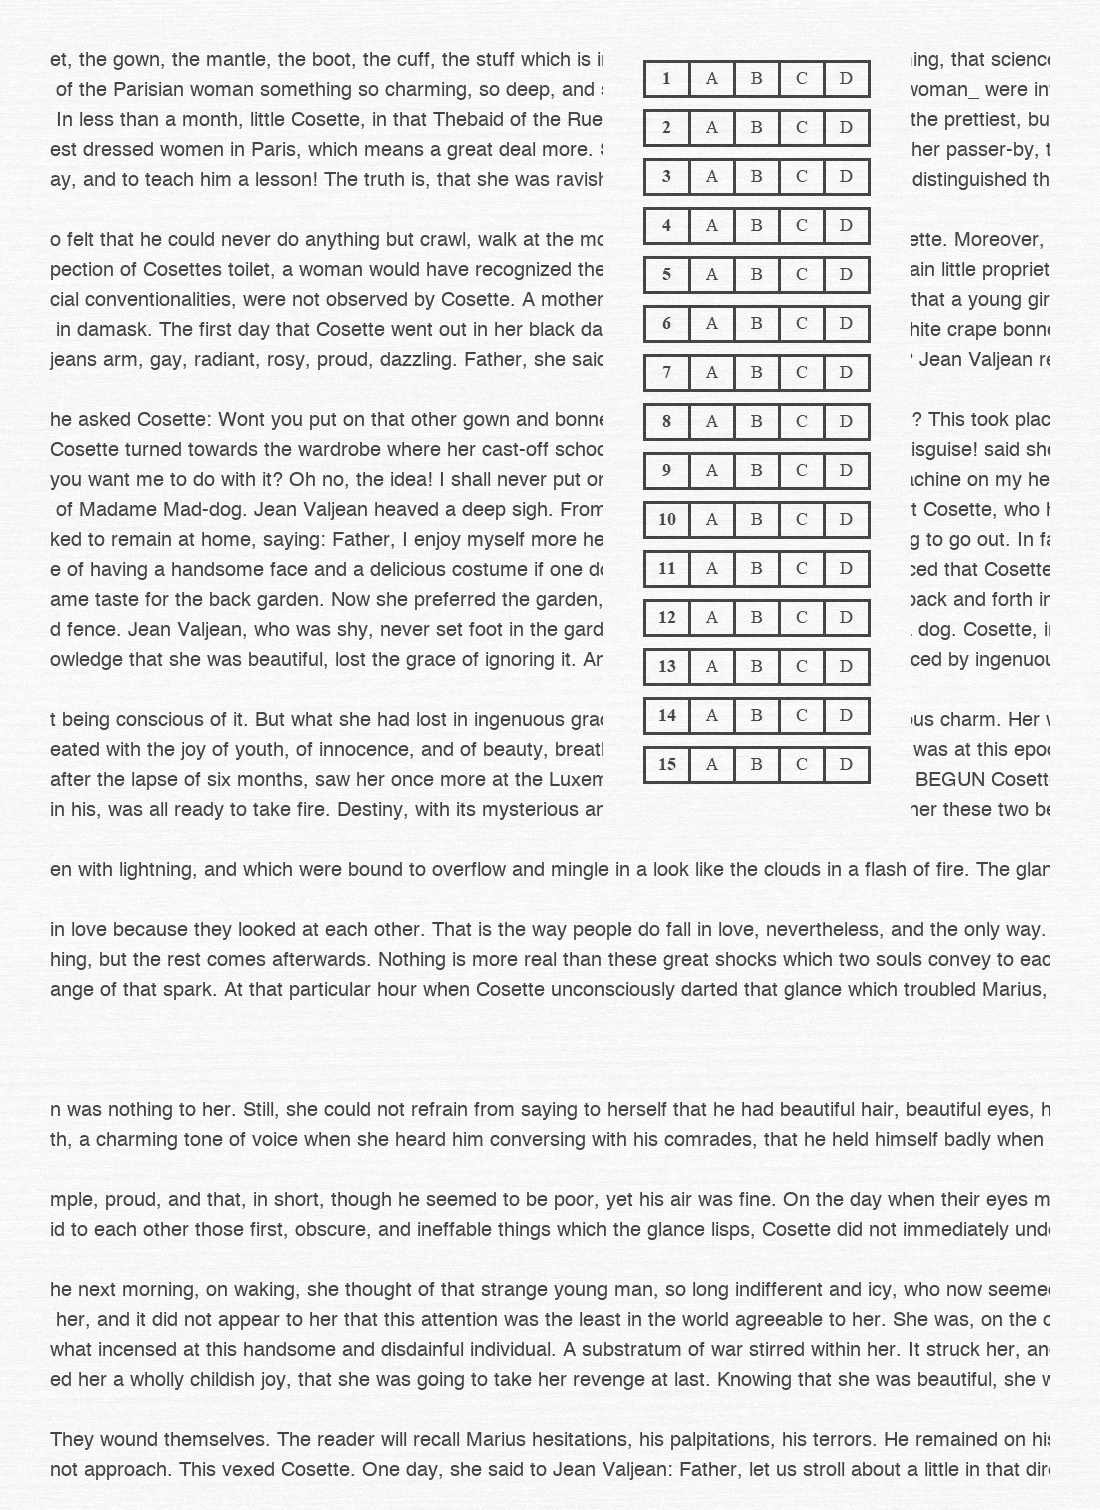 et, the gown, the mantle, the boot, the cuff, the stuff which is
of the Parisian woman something so charming, so deep, and
In less than a month, little Cosette, in that Thebaid of the Rue
est dressed women in Paris, which means a great deal more.
ay, and to teach him a lesson! The truth is, that she was
o felt that he could never do anything but crawl, walk at the
pection of Cosettes toilet, a woman would have recognized the
cial conventionalities, were not observed by Cosette. A mother
in damask. The first day that Cosette went out in her black da
jeans arm, gay, radiant, rosy, proud, dazzling. Father, she said
he asked Cosette: Wont you put on that other gown and bonne
Cosette turned towards the wardrobe where her cast-off schoo
you want me to do with it? Oh no, the idea! I shall never put
of Madame Mad-dog. Jean Valjean heaved a deep sigh. From
ked to remain at home, saying: Father, I enjoy myself more he
e of having a handsome face and a delicious costume if one
ame taste for the back garden. Now she preferred the garden,
d fence. Jean Valjean, who was shy, never set foot in the gard
owledge that she was beautiful, lost the grace of ignoring it.
t being conscious of it. But what she had lost in ingenuous
eated with the joy of youth, of innocence, and of beauty,
after the lapse of six months, saw her once more at the Luxem
in his, was all ready to take fire. Destiny, with its mysterious
1 A B C D
2 A B C D
3 A B C D
4 A B C D
5 A B C D
6 A B C D
7 A B C D
8 A B C D
9 A B C D
10 A B C D
11 A B C D
12 A B C D
13 A B C D
14 A B C D
15 A B C D
ing, that science
woman_ were
the prettiest, bu
her passer-by,
distinguished th
ette. Moreover,
ain little propriet
that a young gir
hite crape bonne
Jean Valjean re
? This took plac
isguise! said she
chine on my he
t Cosette, who
g to go out. In
ced that Cosette
back and forth
dog. Cosette,
ced by ingenuou
us charm. Her
was at this epoc
BEGUN Cosette
her these two be
en with lightning, and which were bound to overflow and mingle in a look like the clouds in a flash of fire. The glan
in love because they looked at each other. That is the way people do fall in love, nevertheless, and the only way.
hing, but the rest comes afterwards. Nothing is more real than these great shocks which two souls convey to eac
ange of that spark. At that particular hour when Cosette unconsciously darted that glance which troubled Marius,
n was nothing to her. Still, she could not refrain from saying to herself that he had beautiful hair, beautiful eyes, h
th, a charming tone of voice when she heard him conversing with his comrades, that he held himself badly when
mple, proud, and that, in short, though he seemed to be poor, yet his air was fine. On the day when their eyes m
id to each other those first, obscure, and ineffable things which the glance lisps, Cosette did not immediately unde
he next morning, on waking, she thought of that strange young man, so long indifferent and icy, who now seemed
her, and it did not appear to her that this attention was the least in the world agreeable to her. She was, on the
what incensed at this handsome and disdainful individual. A substratum of war stirred within her. It struck her, and
ed her a wholly childish joy, that she was going to take her revenge at last. Knowing that she was beautiful, she
They wound themselves. The reader will recall Marius hesitations, his palpitations, his terrors. He remained on his
not approach. This vexed Cosette. One day, she said to Jean Valjean: Father, let us stroll about a little in that